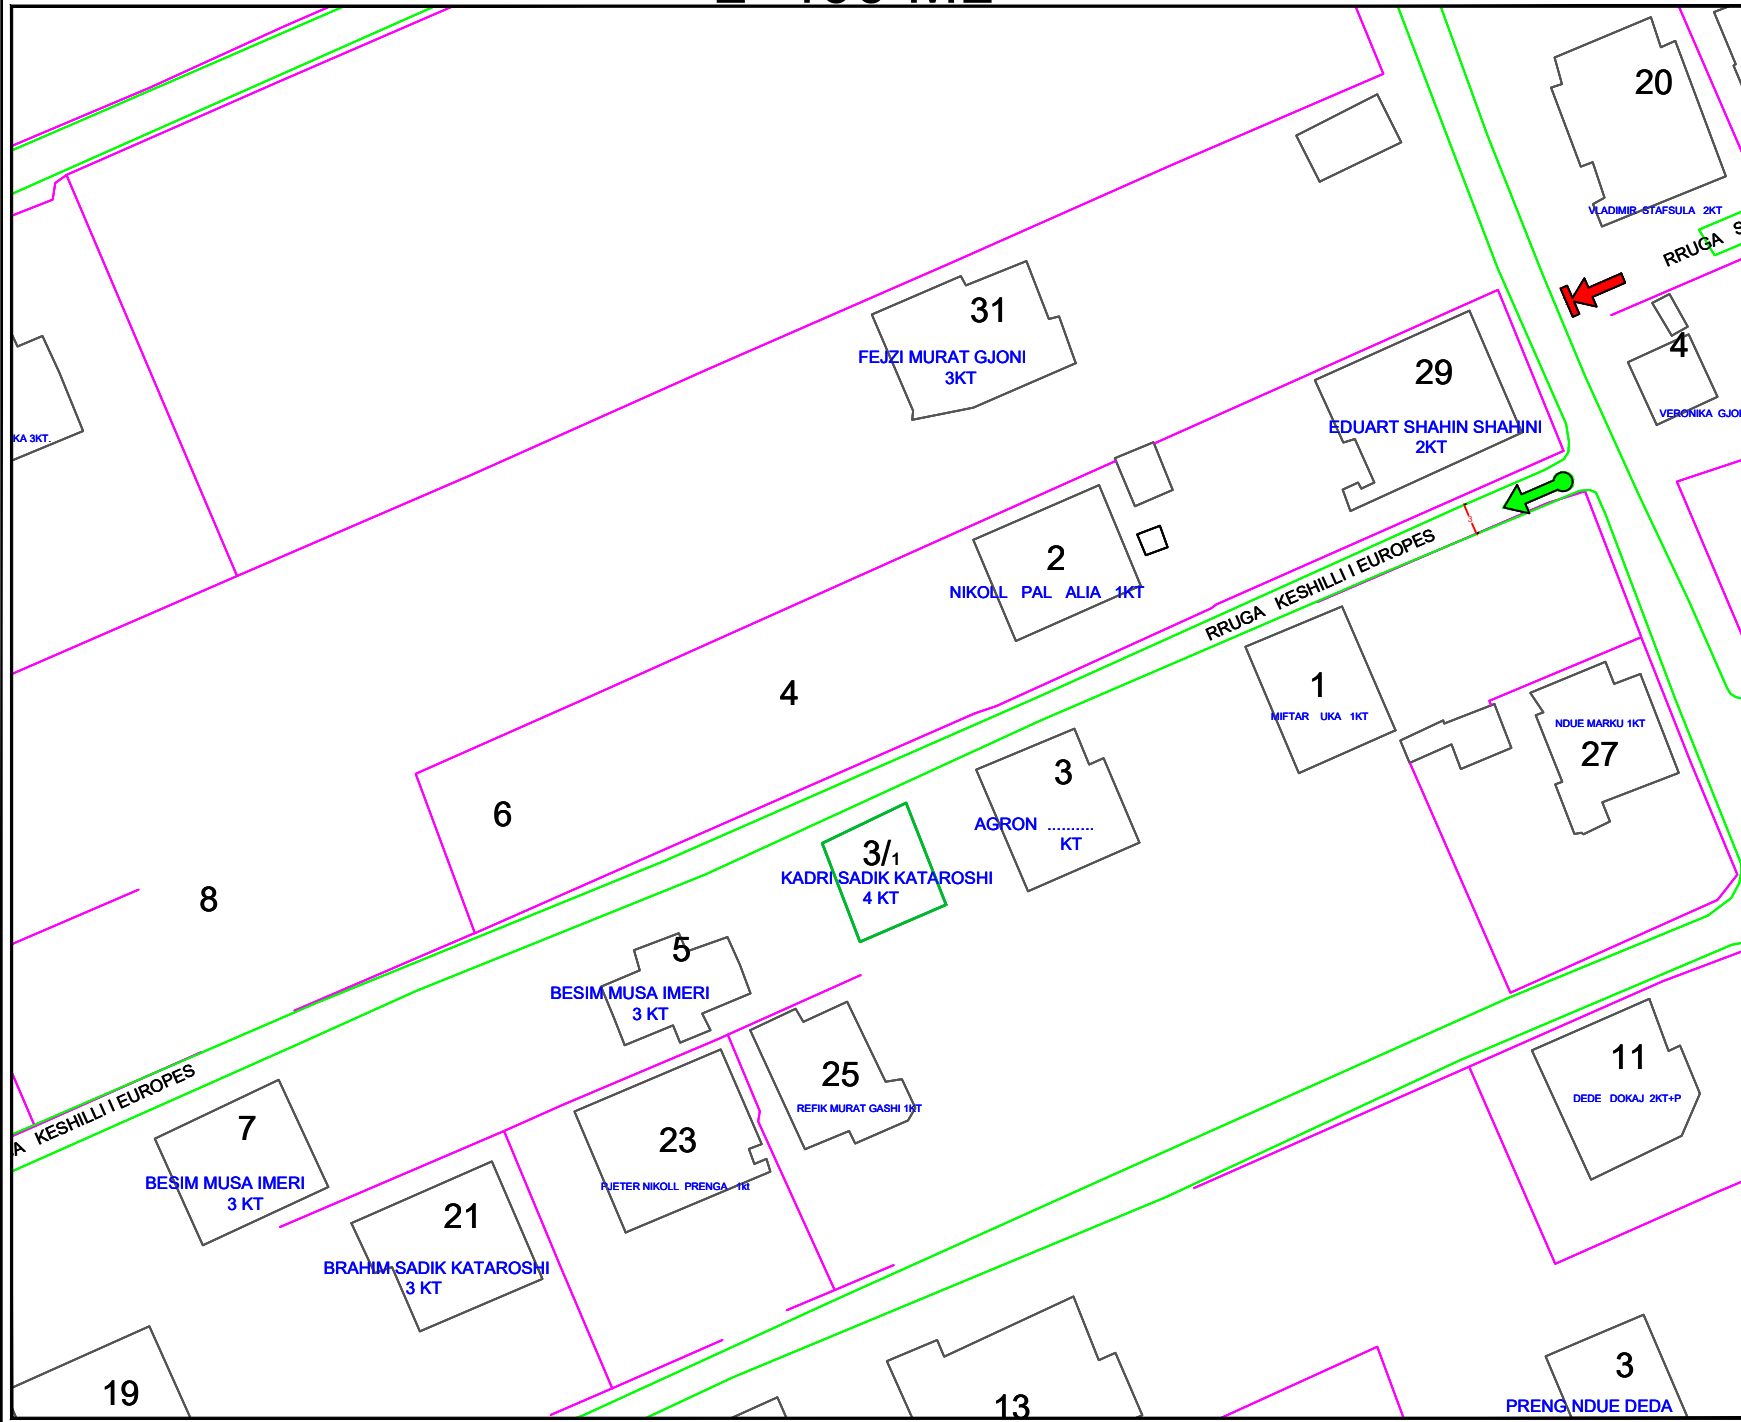 20
VLADIMIR STAFSULA 2KT
RRUGA S
31
FEJZI MURAT GJONI
3KT
4
29
VERONIKA GJO
EDUART SHAHIN SHAHINI
2KT
KA 3KT.
3
2
NIKOLL PAL ALIA 1KT
RRUGA KESHILLI I EUROPES
4
1
MIFTAR UKA 1KT
NDUE MARKU 1KT
27
3
AGRON ..........
KT
6
3/1
KADRI SADIK KATAROSHI
4 KT
8
5
BESIM MUSA IMERI
3 KT
25
REFIK MURAT GASHI 1KT
11
DEDE DOKAJ 2KT+P
A KESHILLI I EUROPES
7
BESIM MUSA IMERI
3 KT
23
PJETER NIKOLL PRENGA 1kt
21
BRAHIM SADIK KATAROSHI
3 KT
19
13
3
PRENG NDUE DEDA